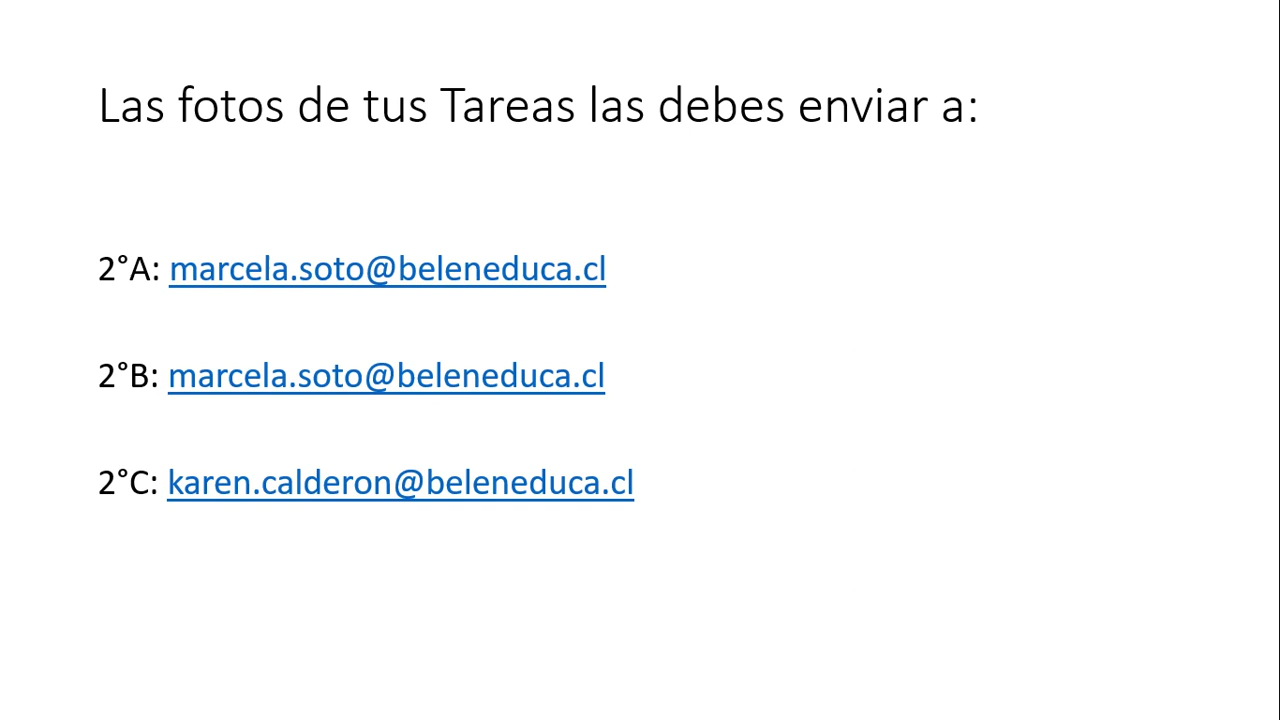 Las fotos de tus Tareas las debes enviar a:
2°A: marcela.soto@beleneduca.cl
2°B: marcela.soto@beleneduca.cl
2°C: karen.calderon@beleneduca.cl